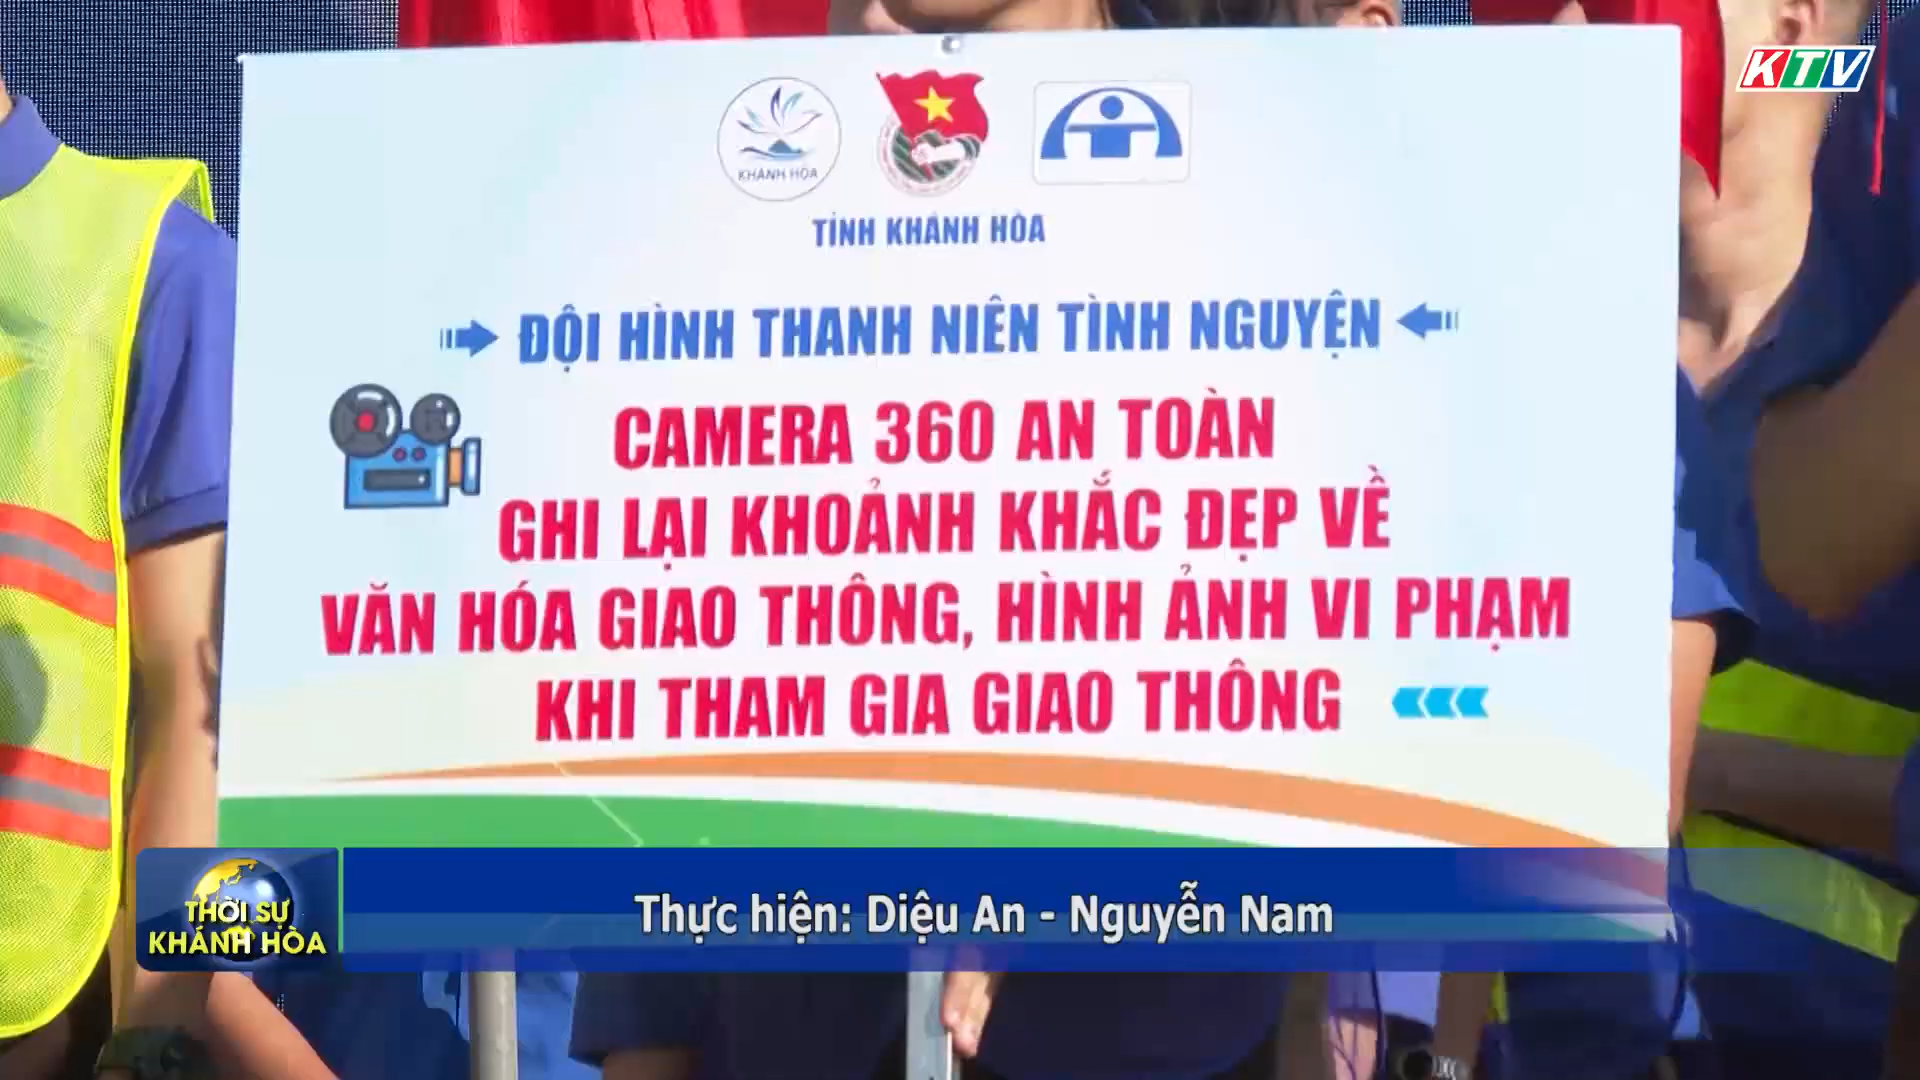 KTV
KHÁNH HÒA
TỈNH KHÁNH HÒA
ĐỘI HÌNH THANH NIÊN TÌNH NGUYỆN
CAMERA 360 AN TOÀN
GHI LẠI KHOẢNH KHẮC ĐẸP VỀ
VĂN HÓA GIAO THÔNG, HÌNH ẢNH VI PHẠM
KHI THAM GIA GIAO THÔNG
THỜI SỰ
KHÁNH HÒA
Thực hiện: Diệu An - Nguyễn Nam